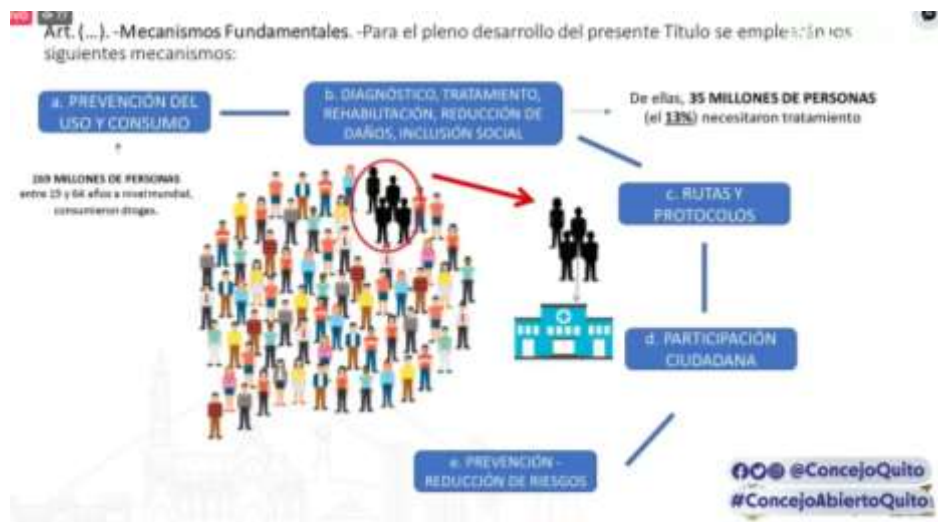 Art. (...). -Mecanismos Fundamentales. -Para el pleno desarrollo del presente Título se emplearán los
siguientes mecanismos:
a. PREVENCIÓN DEL
USO Y CONSUMO
b. DIAGNÓSTICO, TRATAMIENTO,
REHABILITACIÓN, REDUCCIÓN DE
DAÑOS, INCLUSIÓN SOCIAL
De ellas, 35 MILLONES DE PERSONAS
(el 13%) necesitaron tratamiento
269 MILLONES DE PERSONAS
entre 15 y 64 años a nivel mundial,
consumieron drogas.
c. RUTAS Y
PROTOCOLOS
d. PARTICIPACIÓN
CIUDADANA
e. PREVENCIÓN -
REDUCCIÓN DE RIESGOS
@ConcejoQuito
#ConcejoAbiertoQuito